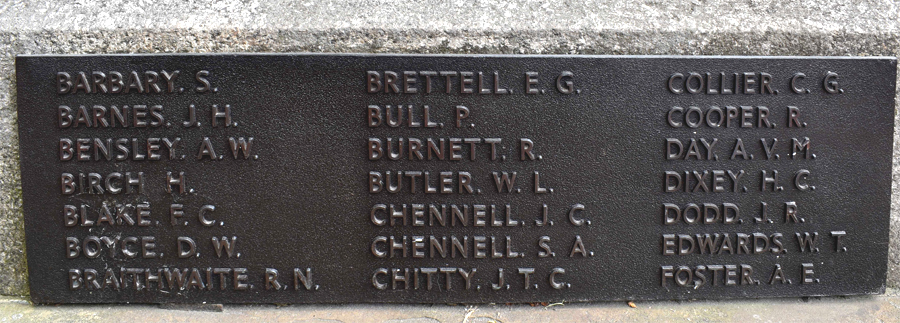 BARBARY. S.
BARNES. J. H.
BENSLEY. A. W.
BIRCH H.
BLAKE. F. C.
BOYCE. D. W.
BRAITHWAITE. R. N.
BRETTELL. E. G.
BULL. P.
BURNETT. R.
BUTLER. W. L.
CHENNELL. J. C.
CHENNELL. S. A.
CHITTY. J. T. C.
COLLIER. C. G.
COOPER. R.
DAY. A. V. M.
DIXEY. H. C.
DODD. J. R.
EDWARDS. W. T.
FOSTER. A. E.